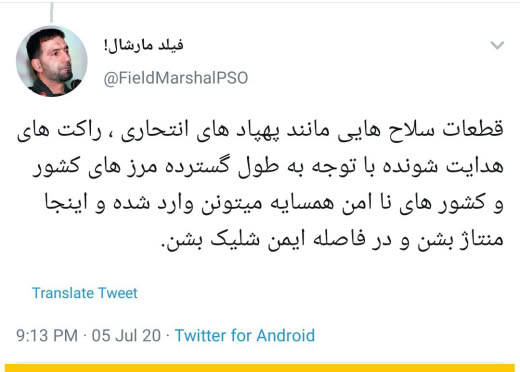 فیلد مارشال!
@FieldMarshalPSO
قطعات سلاح هایی مانند پهپاد های انتحاری ، راکت های
هدایت شونده با توجه به طول گسترده مرز های کشور
و کشور های نا امن همسایه میتونن وارد شده و اینجا
منتاژ بشن و در فاصله ایمن شلیک بشن.
Translate Tweet
9:13 PM · 05 Jul 20 · Twitter for Android